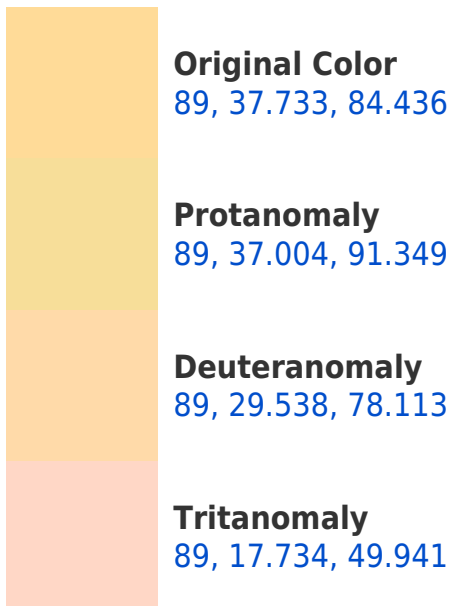 Original Color
89, 37.733, 84.436
Protanomaly
89, 37.004, 91.349
Deuteranomaly
89, 29.538, 78.113
Tritanomaly
89, 17.734, 49.941